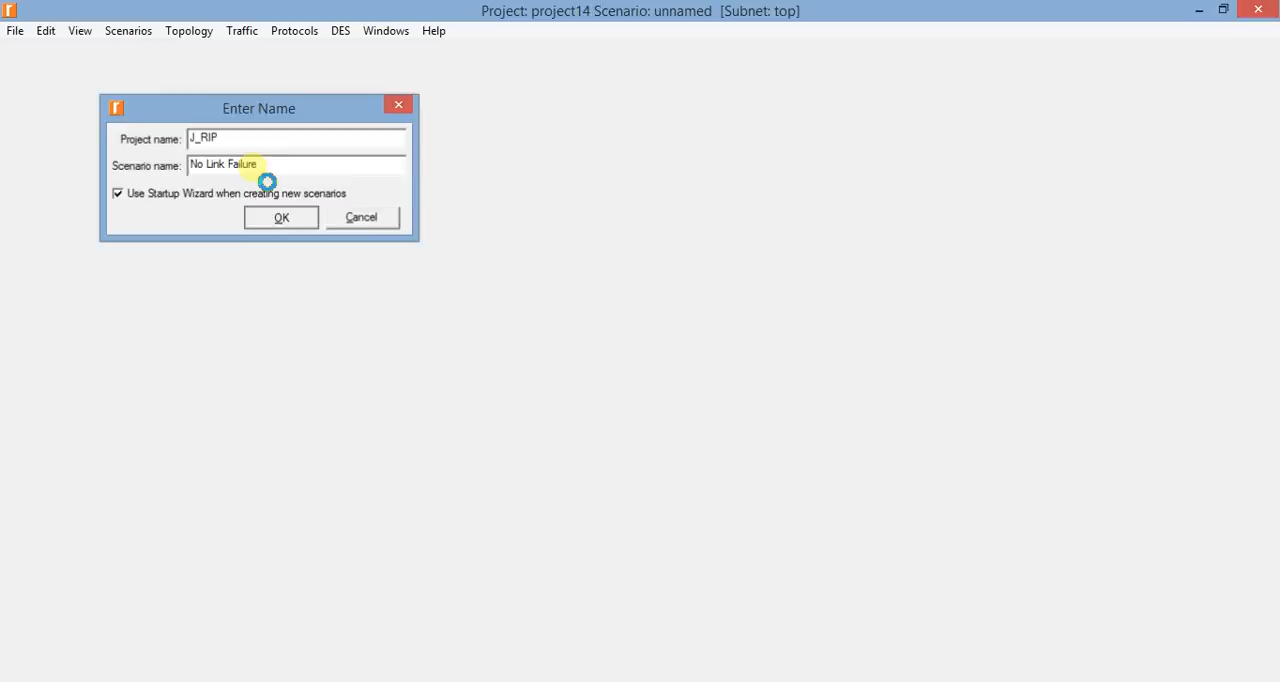 Project: project14 Scenario: unnamed [Subnet: top]
File Edit View Scenarios Topology Traffic Protocols DES Windows Help
Enter Name
Project name: J_RIP
Scenario name: No Link Failure
Use Startup Wizard when creating new scenarios
OK Cancel